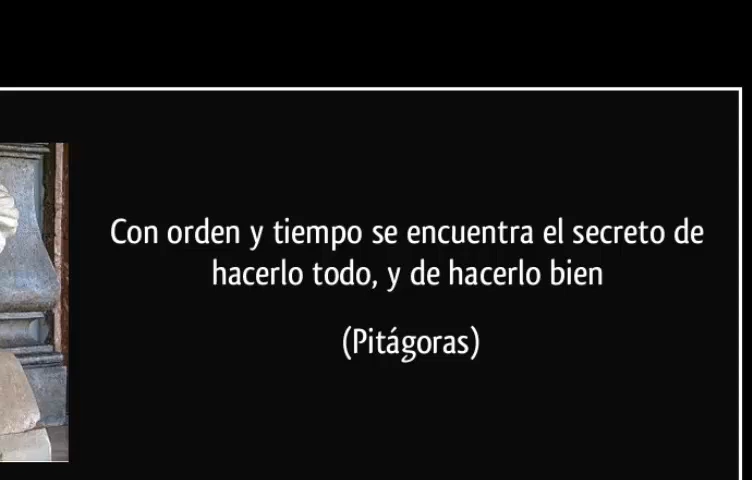 Con orden y tiempo se encuentra el secreto de
hacerlo todo, y de hacerlo bien
(Pitágoras)